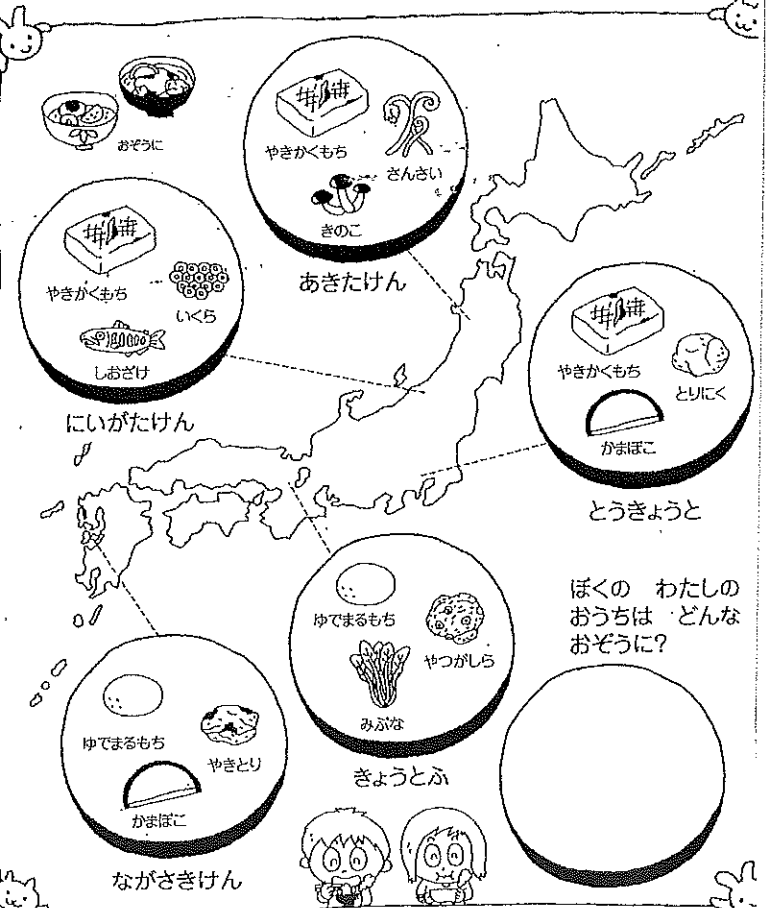 おぞうに
やきかくもち
さんさい
きのこ
あきたけん
やきかくもち
いくら
しおざけ
にいがたけん
やきかくもち
とりにく
かまぼこ
とうきょうと
ゆでまるもち
やつがしら
みぶな
きょうとふ
ゆでまるもち
やきとり
かまぼこ
ながさきけん
ぼくの わたしの
おうちは どんな
おぞうに?